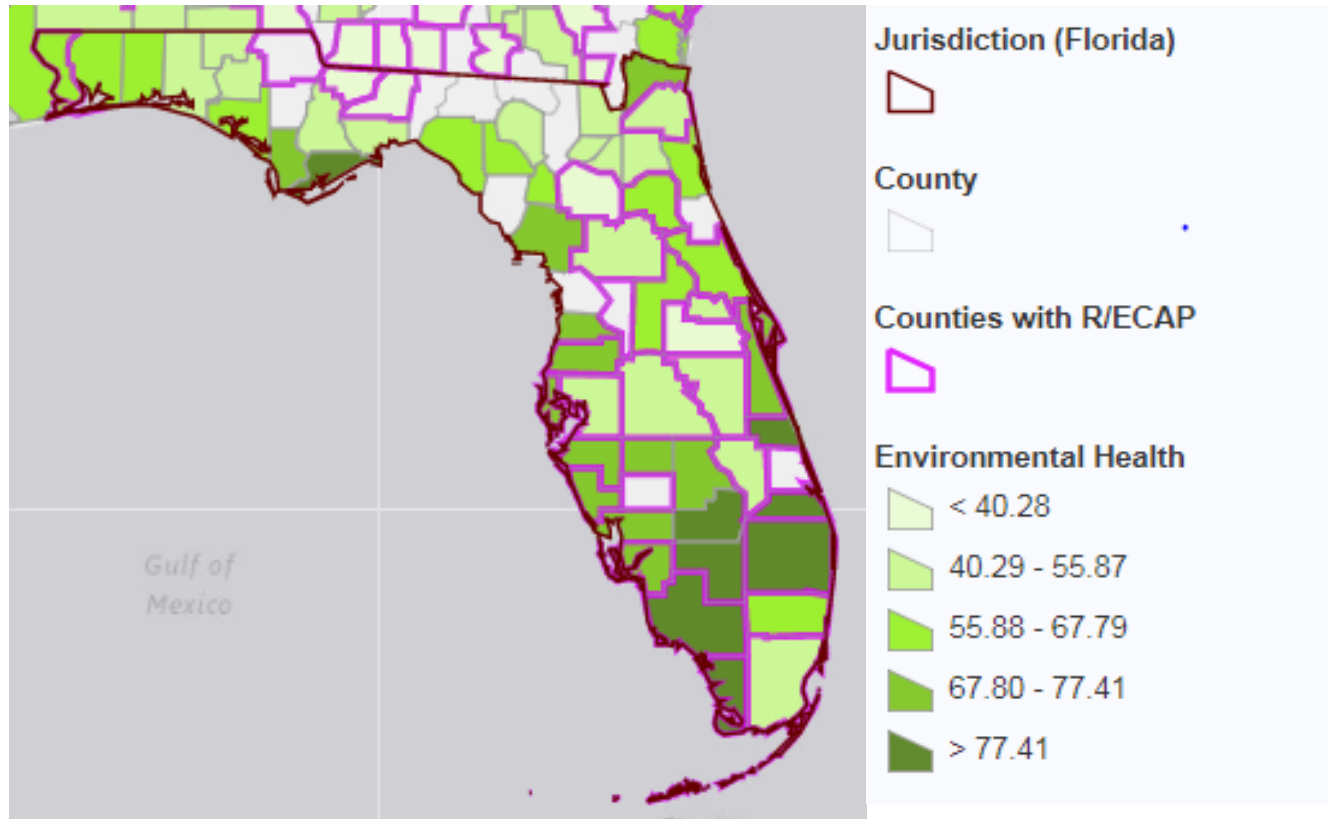 Jurisdiction (Florida)
County
Counties with R/ECAP
Environmental Health
< 40.28
40.29 - 55.87
55.88 - 67.79
67.80 - 77.41
> 77.41
Gulf of
Mexico